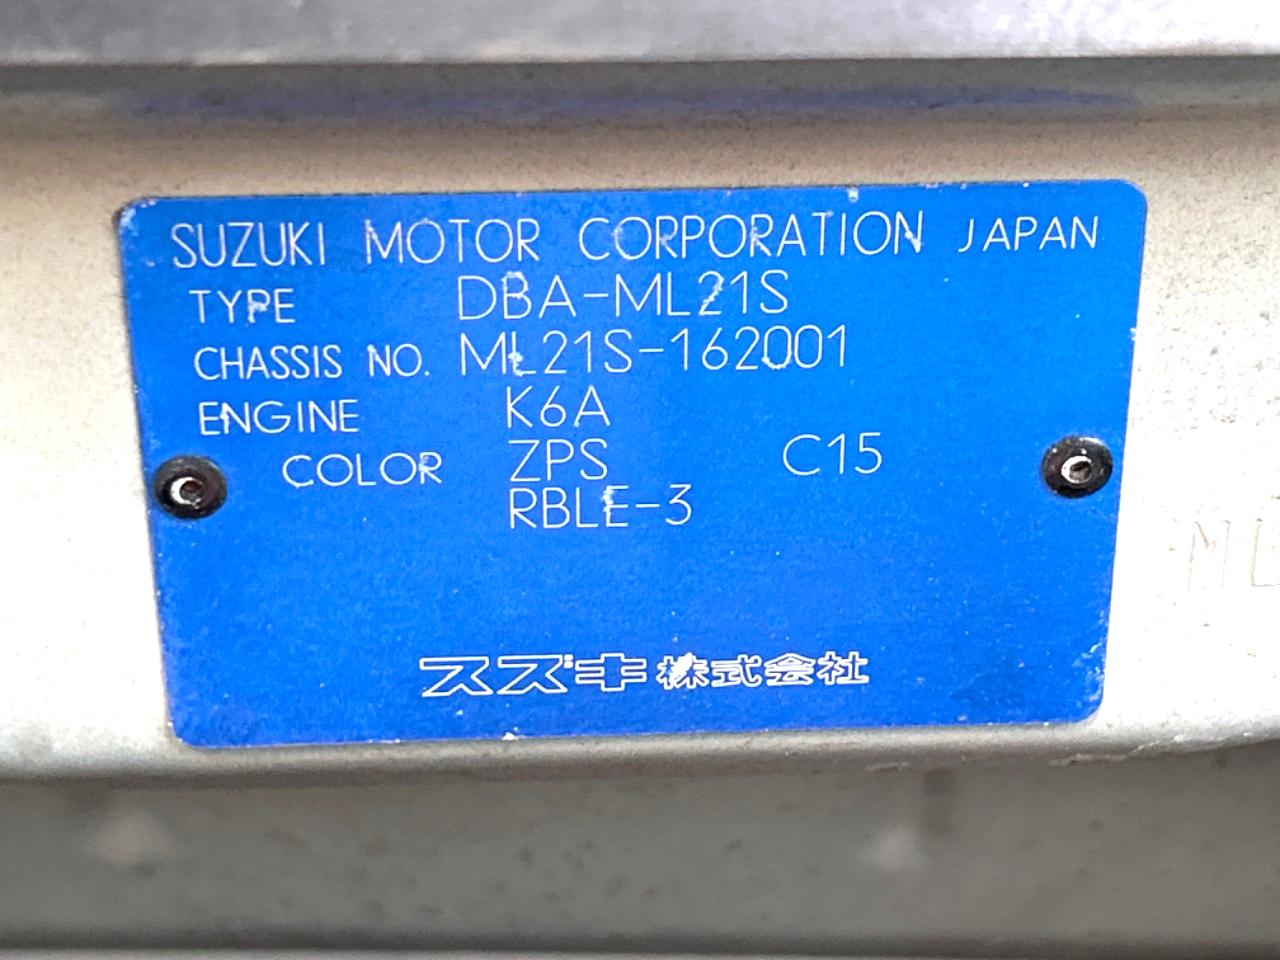 SUZUKI MOTOR CORPORATION JAPAN
TYPE DBA-ML21S
CHASSIS NO. ML21S-162001
ENGINE K6A
COLOR ZPS C15
RBLE-3
スズキ株式会社